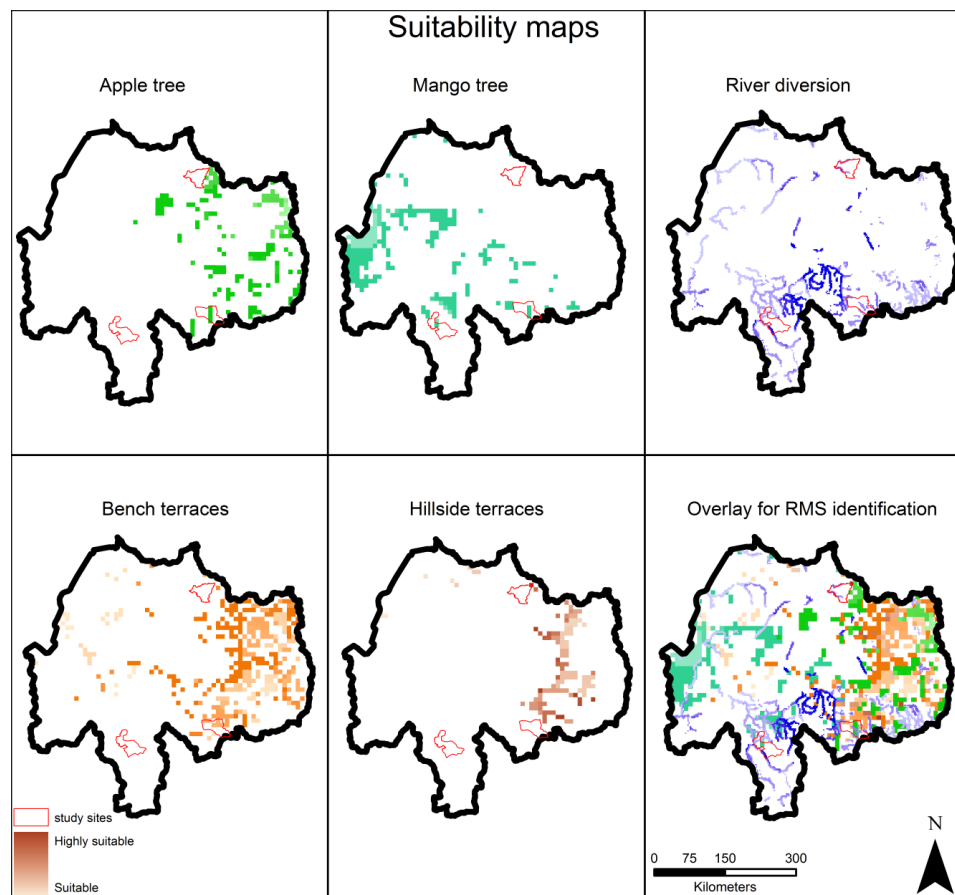 Suitability maps
Apple tree
Mango tree
River diversion
Bench terraces
Hillside terraces
Overlay for RMS identification
study sites
Highly suitable
Suitable
0 75 150 300
Kilometers
N